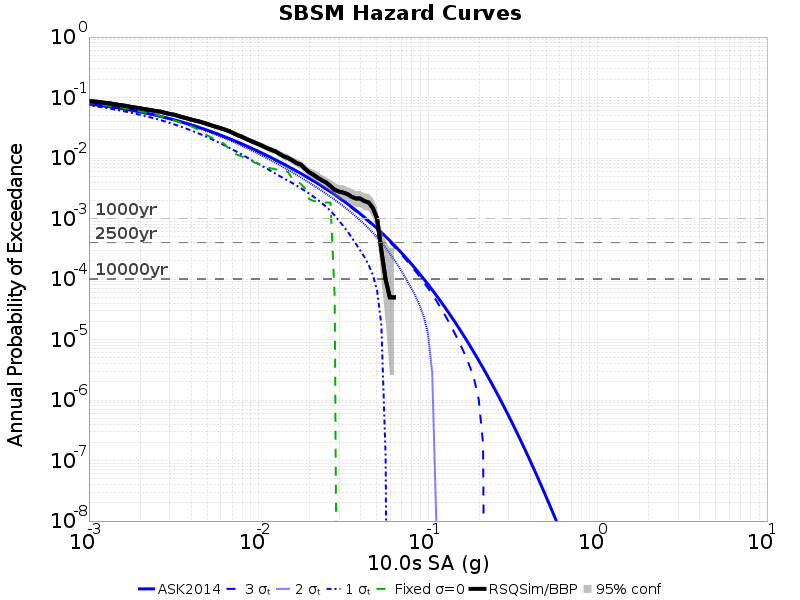 SBSM Hazard Curves
Annual Probability of Exceedance
10^0
10^-1
10^-2
10^-3
10^-4
10^-5
10^-6
10^-7
10^-8
1000yr
2500yr
10000yr
10^-3 10^-2 10^-1 10^0 10^1
10.0s SA (g)
ASK2014 3 σₜ 2 σₜ 1 σₜ Fixed σ=0 RSQSim/BBP 95% conf